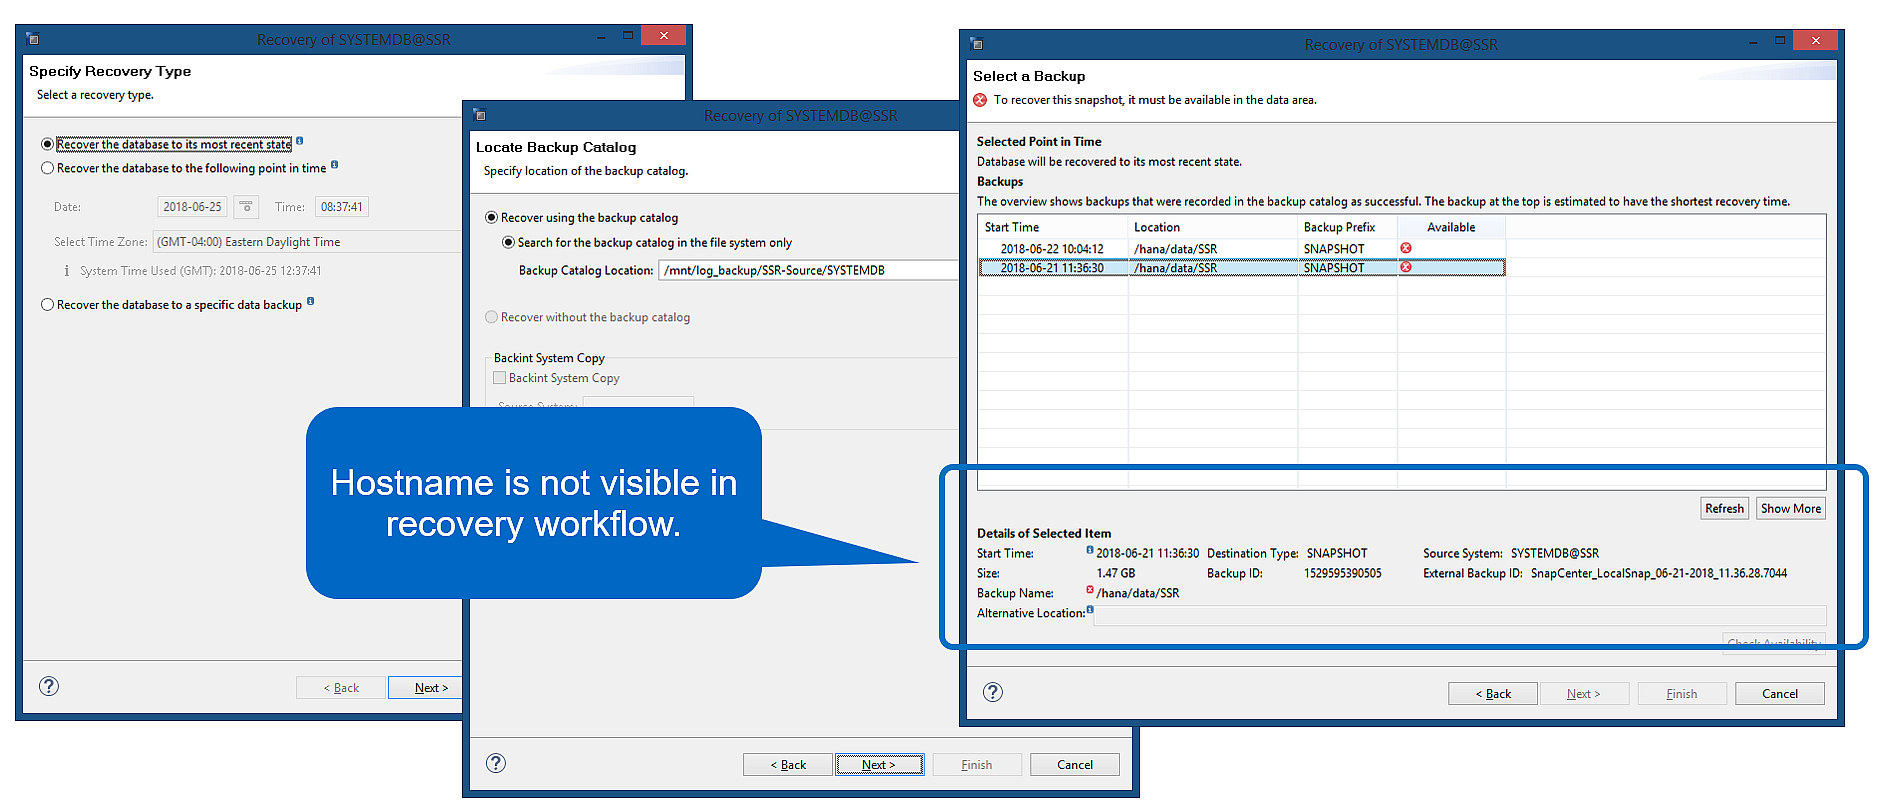 Recovery of SYSTEMDB@SSR
Specify Recovery Type
Select a recovery type.
Recover the database to its most recent state
Recover the database to the following point in time
Date: 2018-06-25 Time: 08:37:41
Select Time Zone: (GMT-04:00) Eastern Daylight Time
System Time Used (GMT): 2018-06-25 12:37:41
Recover the database to a specific data backup
< Back Next >
Recovery of SYSTEMDB@SSR
Locate Backup Catalog
Specify location of the backup catalog.
Recover using the backup catalog
Search for the backup catalog in the file system only
Backup Catalog Location: /mnt/log_backup/SSR-Source/SYSTEMDB
Recover without the backup catalog
Backint System Copy
Backint System Copy
Source System:
< Back Next > Finish Cancel
Hostname is not visible in
recovery workflow.
Recovery of SYSTEMDB@SSR
Select a Backup
To recover this snapshot, it must be available in the data area.
Selected Point in Time
Database will be recovered to its most recent state.
Backups
The overview shows backups that were recorded in the backup catalog as successful. The backup at the top is estimated to have the shortest recovery time.
Start Time Location Backup Prefix Available
2018-06-22 10:04:12 /hana/data/SSR SNAPSHOT
2018-06-21 11:36:30 /hana/data/SSR SNAPSHOT
Refresh Show More
Details of Selected Item
Start Time: 2018-06-21 11:36:30 Destination Type: SNAPSHOT Source System: SYSTEMDB@SSR
Size: 1.47 GB Backup ID: 1529595390505 External Backup ID: SnapCenter_LocalSnap_06-21-2018_11.36.28.7044
Backup Name: /hana/data/SSR
Alternative Location:
Check Availability
< Back Next > Finish Cancel